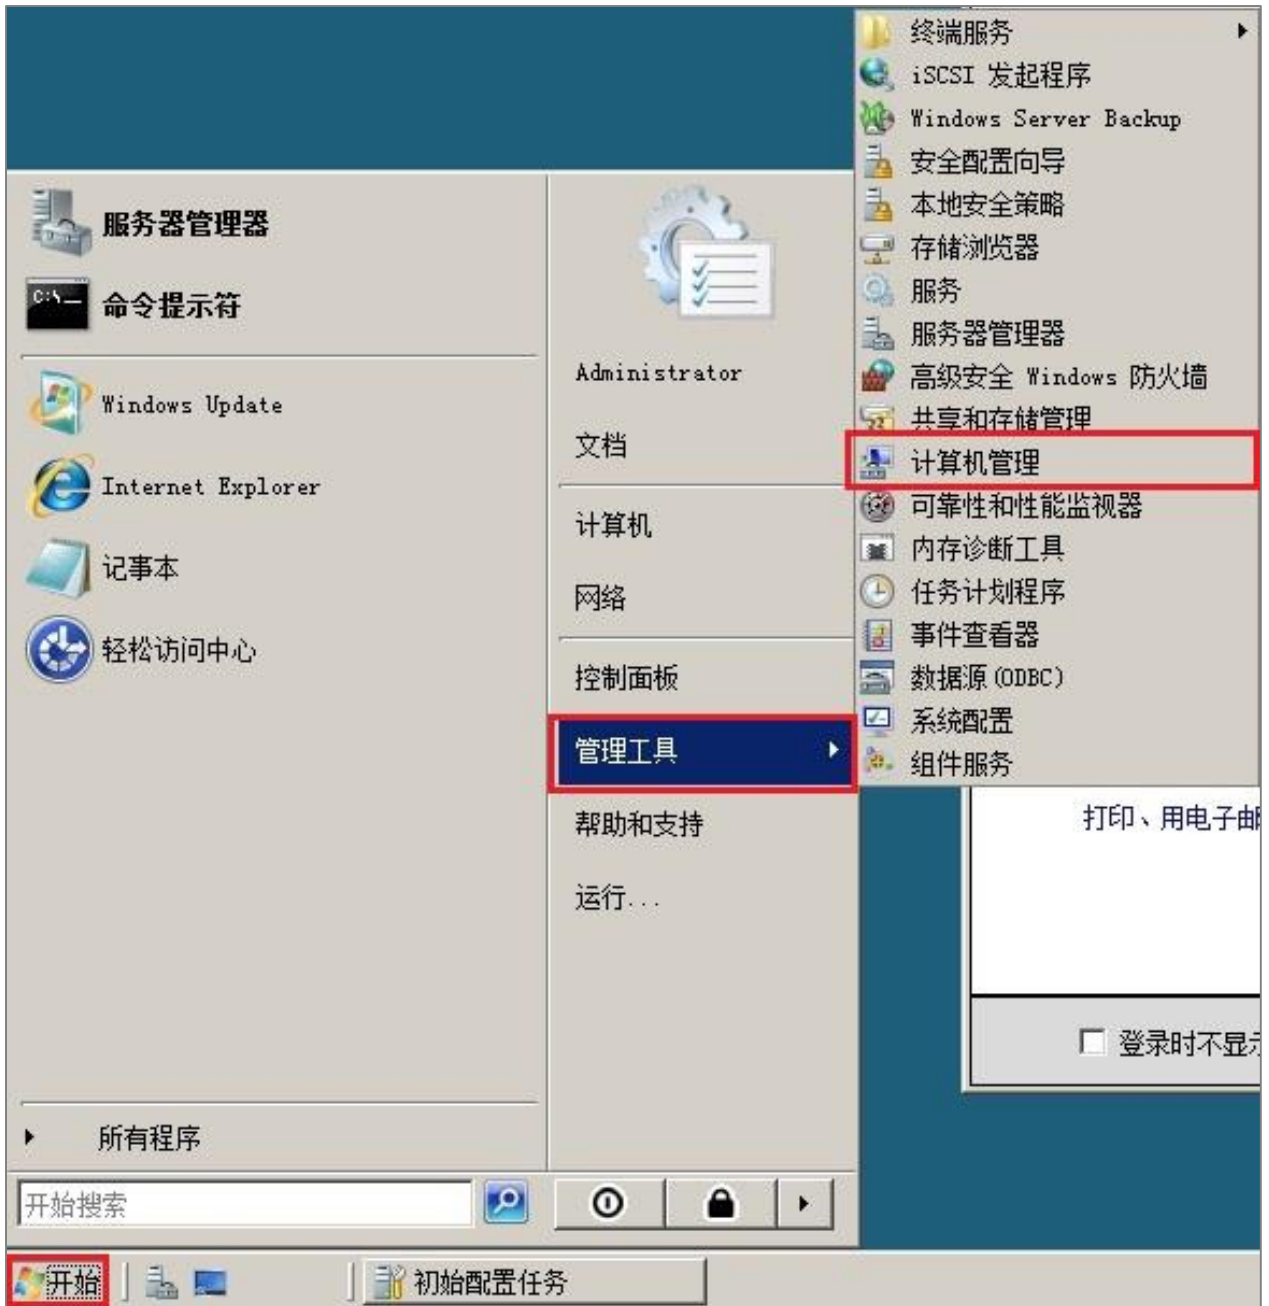 终端服务
iSCSI 发起程序
Windows Server Backup
安全配置向导
本地安全策略
存储浏览器
服务
服务器管理器
高级安全 Windows 防火墙
共享和存储管理
计算机管理
可靠性和性能监视器
内存诊断工具
任务计划程序
事件查看器
数据源(ODBC)
系统配置
组件服务
服务器管理器
C:\
命令提示符
Windows Update
Internet Explorer
记事本
轻松访问中心
所有程序
开始搜索
Administrator
文档
计算机
网络
控制面板
管理工具
帮助和支持
运行...
打印、用电子邮
登录时不显示
开始
初始配置任务